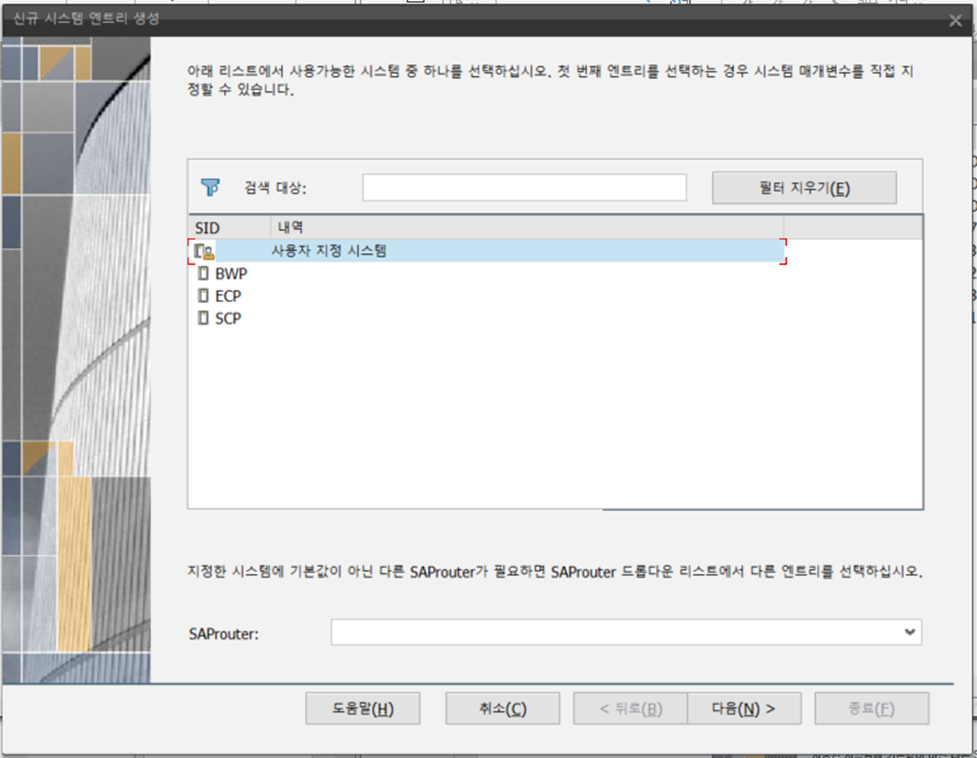 신규 시스템 엔트리 생성
아래 리스트에서 사용가능한 시스템 중 하나를 선택하십시오. 첫 번째 엔트리를 선택하는 경우 시스템 매개변수를 직접 지
정할 수 있습니다.
검색 대상:
필터 지우기(E)
SID 내역
사용자 지정 시스템
BWP
ECP
SCP
지정한 시스템에 기본값이 아닌 다른 SAProuter가 필요하면 SAProuter 드롭다운 리스트에서 다른 엔트리를 선택하십시오.
SAProuter:
도움말(H) 취소(C) < 뒤로(B) 다음(N) > 종료(F)